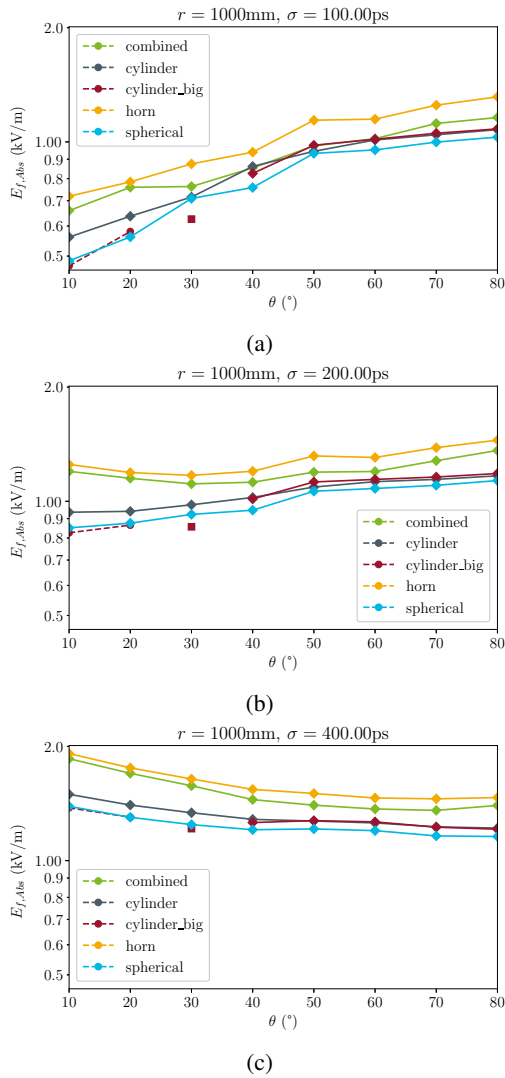 r = 1000mm, σ = 100.00ps
2.0
1.00
0.9
0.8
0.7
0.6
0.5
E_f,Abs (kV/m)
combined
cylinder
cylinder_big
horn
spherical
10 20 30 40 50 60 70 80
θ (°)
(a)
r = 1000mm, σ = 200.00ps
2.0
1.00
0.9
0.8
0.7
0.6
0.5
E_f,Abs (kV/m)
combined
cylinder
cylinder_big
horn
spherical
10 20 30 40 50 60 70 80
θ (°)
(b)
r = 1000mm, σ = 400.00ps
2.0
1.00
0.9
0.8
0.7
0.6
0.5
E_f,Abs (kV/m)
combined
cylinder
cylinder_big
horn
spherical
10 20 30 40 50 60 70 80
θ (°)
(c)